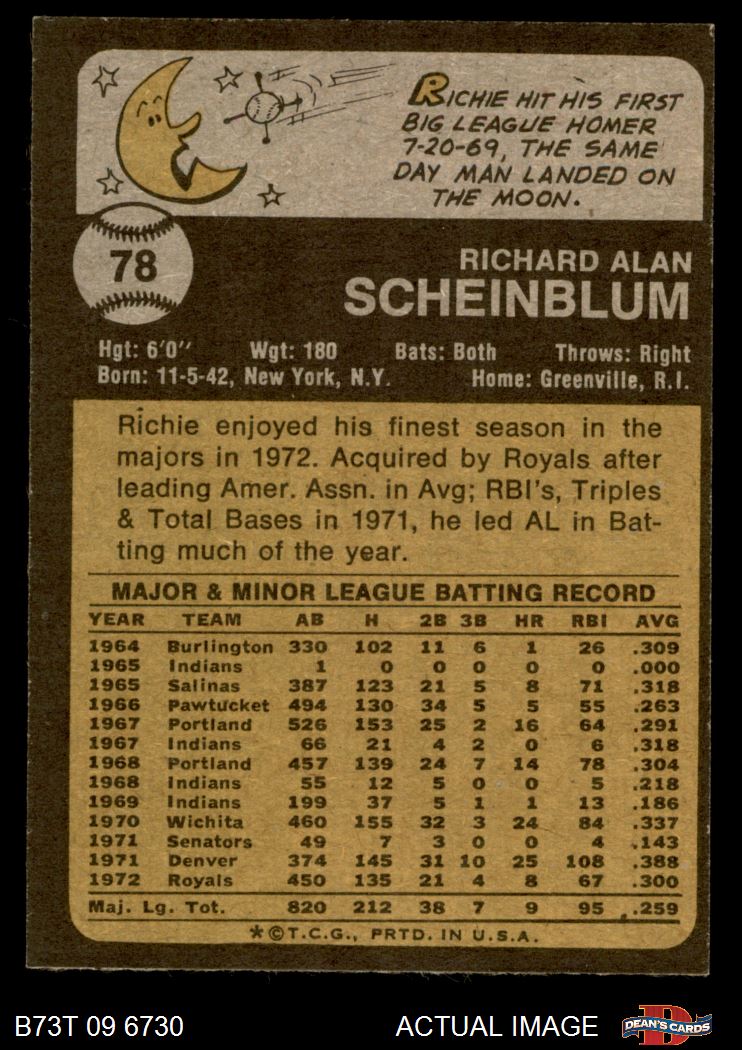 RICHIE HIT HIS FIRST
BIG LEAGUE HOMER
7-20-69, THE SAME
DAY MAN LANDED ON
THE MOON.
78
RICHARD ALAN
SCHEINBLUM
Hgt: 6'0" Wgt: 180 Bats: Both Throws: Right
Born: 11-5-42, New York, N.Y. Home: Greenville, R.I.
Richie enjoyed his finest season in the
majors in 1972. Acquired by Royals after
leading Amer. Assn. in Avg; RBI's, Triples
& Total Bases in 1971, he led AL in Bat-
ting much of the year.
MAJOR & MINOR LEAGUE BATTING RECORD
YEAR TEAM AB H 2B 3B HR RBI AVG
1964 Burlington 330 102 11 6 1 26 .309
1965 Indians 1 0 0 0 0 0 .000
1965 Salinas 387 123 21 5 8 71 .318
1966 Pawtucket 494 130 34 5 5 55 .263
1967 Portland 526 153 25 2 16 64 .291
1967 Indians 66 21 4 2 0 6 .318
1968 Portland 457 139 24 7 14 78 .304
1968 Indians 55 12 5 0 0 5 .218
1969 Indians 199 37 5 1 1 13 .186
1970 Wichita 460 155 32 3 24 84 .337
1971 Senators 49 7 3 0 0 4 .143
1971 Denver 374 145 31 10 25 108 .388
1972 Royals 450 135 21 4 8 67 .300
Maj. Lg. Tot. 820 212 38 7 9 95 .259
*©T.C.G., PRTD. IN U.S.A.
B73T 09 6730 ACTUAL IMAGE D DEAN'S CARDS